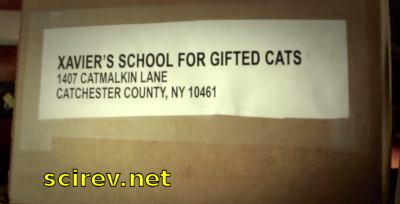 XAVIER'S SCHOOL FOR GIFTED CATS
1407 CATMALKIN LANE
CATCHESTER COUNTY, NY 10461
scirev.net